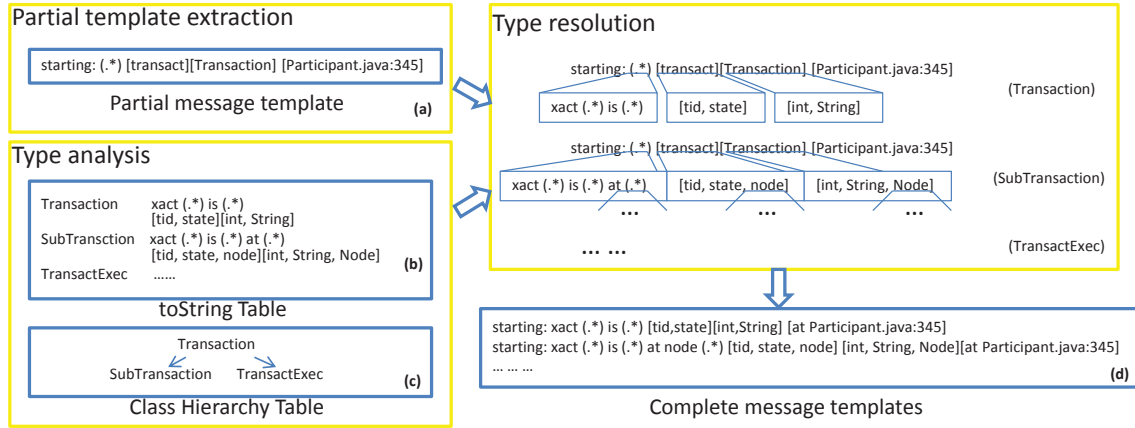 Partial template extraction
starting: (.*) [transact][Transaction] [Participant.java:345]
Partial message template
(a)
Type analysis
Transaction xact (.*) is (.*)
[tid, state][int, String]
SubTransction xact (.*) is (.*) at (.*)
[tid, state, node][int, String, Node]
TransactExec ......
(b)
toString Table
Transaction
SubTransaction TransactExec
(c)
Class Hierarchy Table
Type resolution
starting: (.*) [transact][Transaction] [Participant.java:345]
xact (.*) is (.*) [tid, state] [int, String]
(Transaction)
starting: (.*) [transact][Transaction] [Participant.java:345]
xact (.*) is (.*) at (.*) [tid, state, node] [int, String, Node]
(SubTransaction)
... ... ...
... ...
(TransactExec)
starting: xact (.*) is (.*) [tid,state][int,String] [at Participant.java:345]
starting: xact (.*) is (.*) at node (.*) [tid, state, node] [int, String, Node][at Participant.java:345]
... ... ...
(d)
Complete message templates